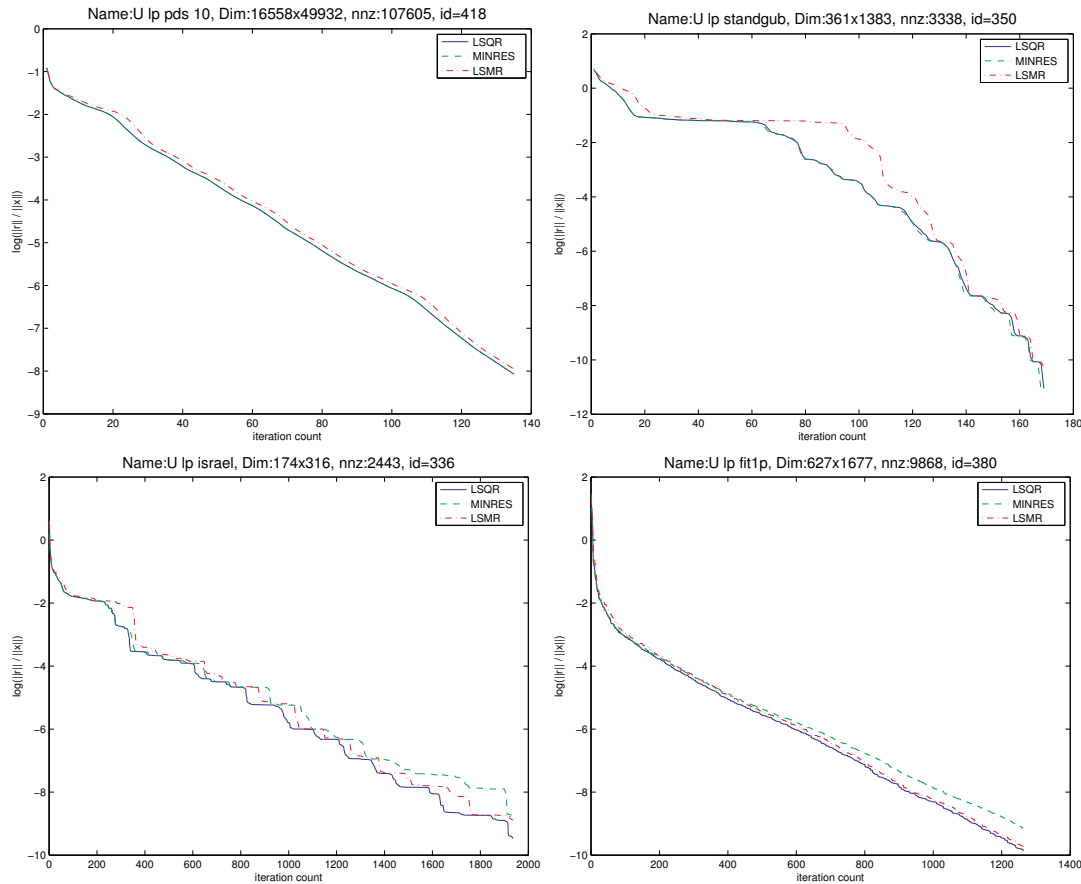 Name:U lp pds 10, Dim:16558x49932, nnz:107605, id=418
0
−1
−2
−3
−4
−5
−6
−7
−8
−9
log(||r|| / ||x||)
0 20 40 60 80 100 120 140
iteration count
LSQR
MINRES
LSMR
Name:U lp standgub, Dim:361x1383, nnz:3338, id=350
2
0
−2
−4
−6
−8
−10
−12
log(||r|| / ||x||)
0 20 40 60 80 100 120 140 160 180
iteration count
LSQR
MINRES
LSMR
Name:U lp israel, Dim:174x316, nnz:2443, id=336
2
0
−2
−4
−6
−8
−10
log(||r|| / ||x||)
0 200 400 600 800 1000 1200 1400 1600 1800 2000
iteration count
LSQR
MINRES
LSMR
Name:U lp fit1p, Dim:627x1677, nnz:9868, id=380
2
0
−2
−4
−6
−8
−10
log(||r|| / ||x||)
0 200 400 600 800 1000 1200 1400
iteration count
LSQR
MINRES
LSMR